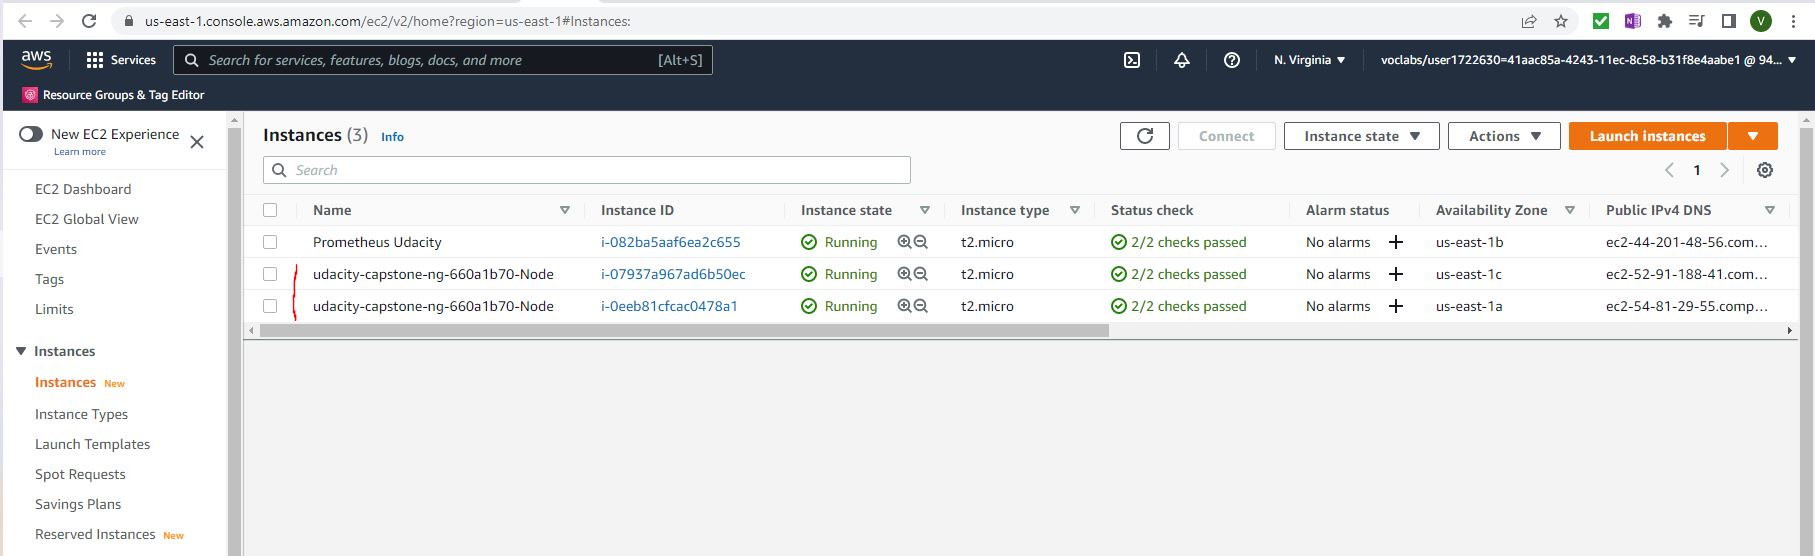 us-east-1.console.aws.amazon.com/ec2/v2/home?region=us-east-1#Instances:
V
aws Services Search for services, features, blogs, docs, and more [Alt+S] N. Virginia ▼ voclabs/user1722630=41aac85a-4243-11ec-8c58-b31f8e4aabe1 @ 94... ▼
Resource Groups & Tag Editor
New EC2 Experience
Learn more
EC2 Dashboard
EC2 Global View
Events
Tags
Limits
Instances
Instances New
Instance Types
Launch Templates
Spot Requests
Savings Plans
Reserved Instances New
Instances (3) Info Connect Instance state ▼ Actions ▼ Launch instances ▼
Search
1
Name Instance ID Instance state Instance type Status check Alarm status Availability Zone Public IPv4 DNS
Prometheus Udacity i-082ba5aaf6ea2c655 Running t2.micro 2/2 checks passed No alarms + us-east-1b ec2-44-201-48-56.com...
udacity-capstone-ng-660a1b70-Node i-07937a967ad6b50ec Running t2.micro 2/2 checks passed No alarms + us-east-1c ec2-52-91-188-41.com...
udacity-capstone-ng-660a1b70-Node i-0eeb81cfcac0478a1 Running t2.micro 2/2 checks passed No alarms + us-east-1a ec2-54-81-29-55.comp...